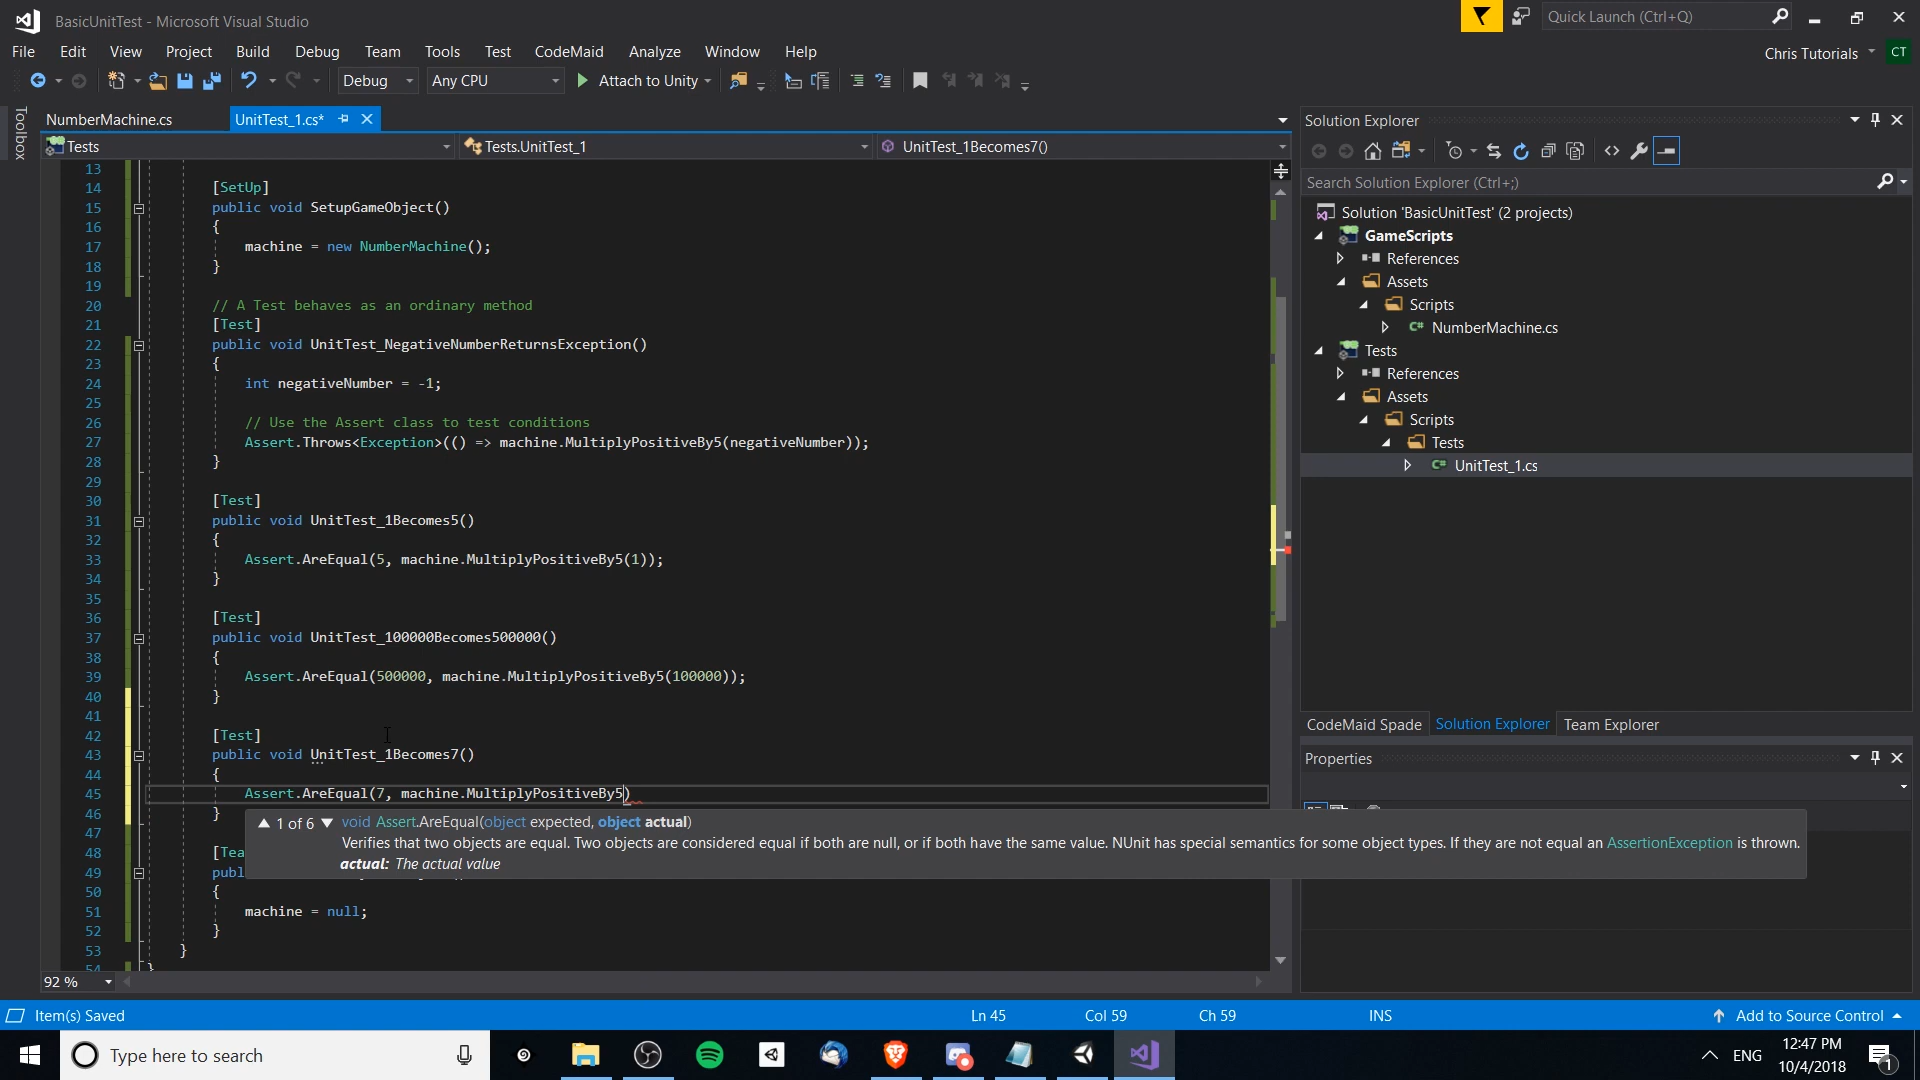 BasicUnitTest - Microsoft Visual Studio
Quick Launch (Ctrl+Q)
File Edit View Project Build Debug Team Tools Test CodeMaid Analyze Window Help
Chris Tutorials CT
Debug Any CPU Attach to Unity
Toolbox
NumberMachine.cs UnitTest_1.cs*
Tests Tests.UnitTest_1 UnitTest_1Becomes7()
13
14 [SetUp]
15 public void SetupGameObject()
16 {
17 machine = new NumberMachine();
18 }
19
20 // A Test behaves as an ordinary method
21 [Test]
22 public void UnitTest_NegativeNumberReturnsException()
23 {
24 int negativeNumber = -1;
25
26 // Use the Assert class to test conditions
27 Assert.Throws<Exception>(() => machine.MultiplyPositiveBy5(negativeNumber));
28 }
29
30 [Test]
31 public void UnitTest_1Becomes5()
32 {
33 Assert.AreEqual(5, machine.MultiplyPositiveBy5(1));
34 }
35
36 [Test]
37 public void UnitTest_100000Becomes500000()
38 {
39 Assert.AreEqual(500000, machine.MultiplyPositiveBy5(100000));
40 }
41
42 [Test]
43 public void UnitTest_1Becomes7()
44 {
45 Assert.AreEqual(7, machine.MultiplyPositiveBy5)
46 }
1 of 6 void Assert.AreEqual(object expected, object actual)
Verifies that two objects are equal. Two objects are considered equal if both are null, or if both have the same value. NUnit has special semantics for some object types. If they are not equal an AssertionException is thrown.
actual: The actual value
47
48 [Tea
49 publ
50 {
51 machine = null;
52 }
53 }
54 }
92 %
Solution Explorer
Search Solution Explorer (Ctrl+;)
Solution 'BasicUnitTest' (2 projects)
GameScripts
References
Assets
Scripts
C# NumberMachine.cs
Tests
References
Assets
Scripts
Tests
C# UnitTest_1.cs
CodeMaid Spade Solution Explorer Team Explorer
Properties
Item(s) Saved Ln 45 Col 59 Ch 59 INS Add to Source Control
Type here to search
ENG
12:47 PM
10/4/2018
1